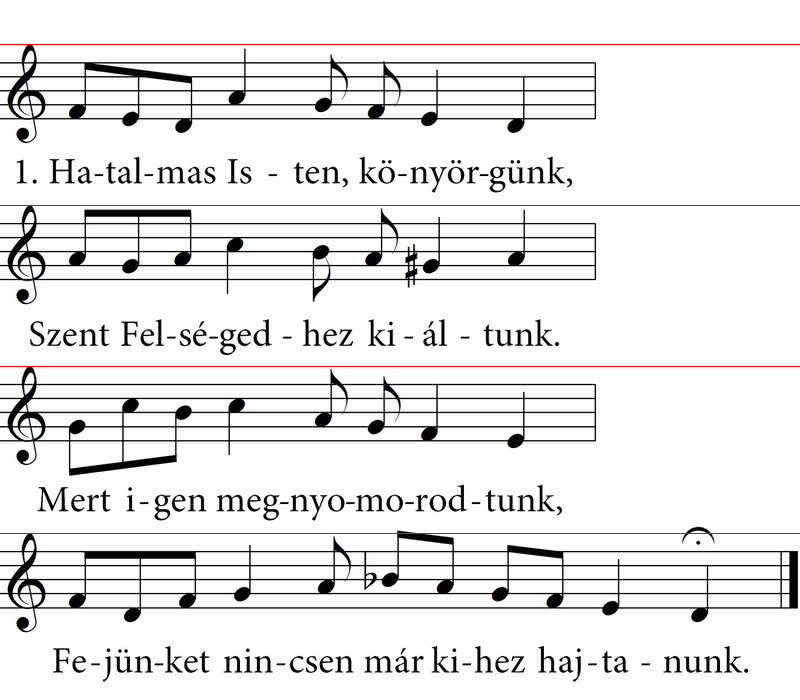 1. Ha-tal-mas Is - ten, kö-nyör-günk,
Szent Fel-sé-ged - hez ki - ál - tunk.
Mert i-gen meg-nyo-mo-rod-tunk,
Fe-jün-ket nin-csen már ki-hez haj-ta - nunk.